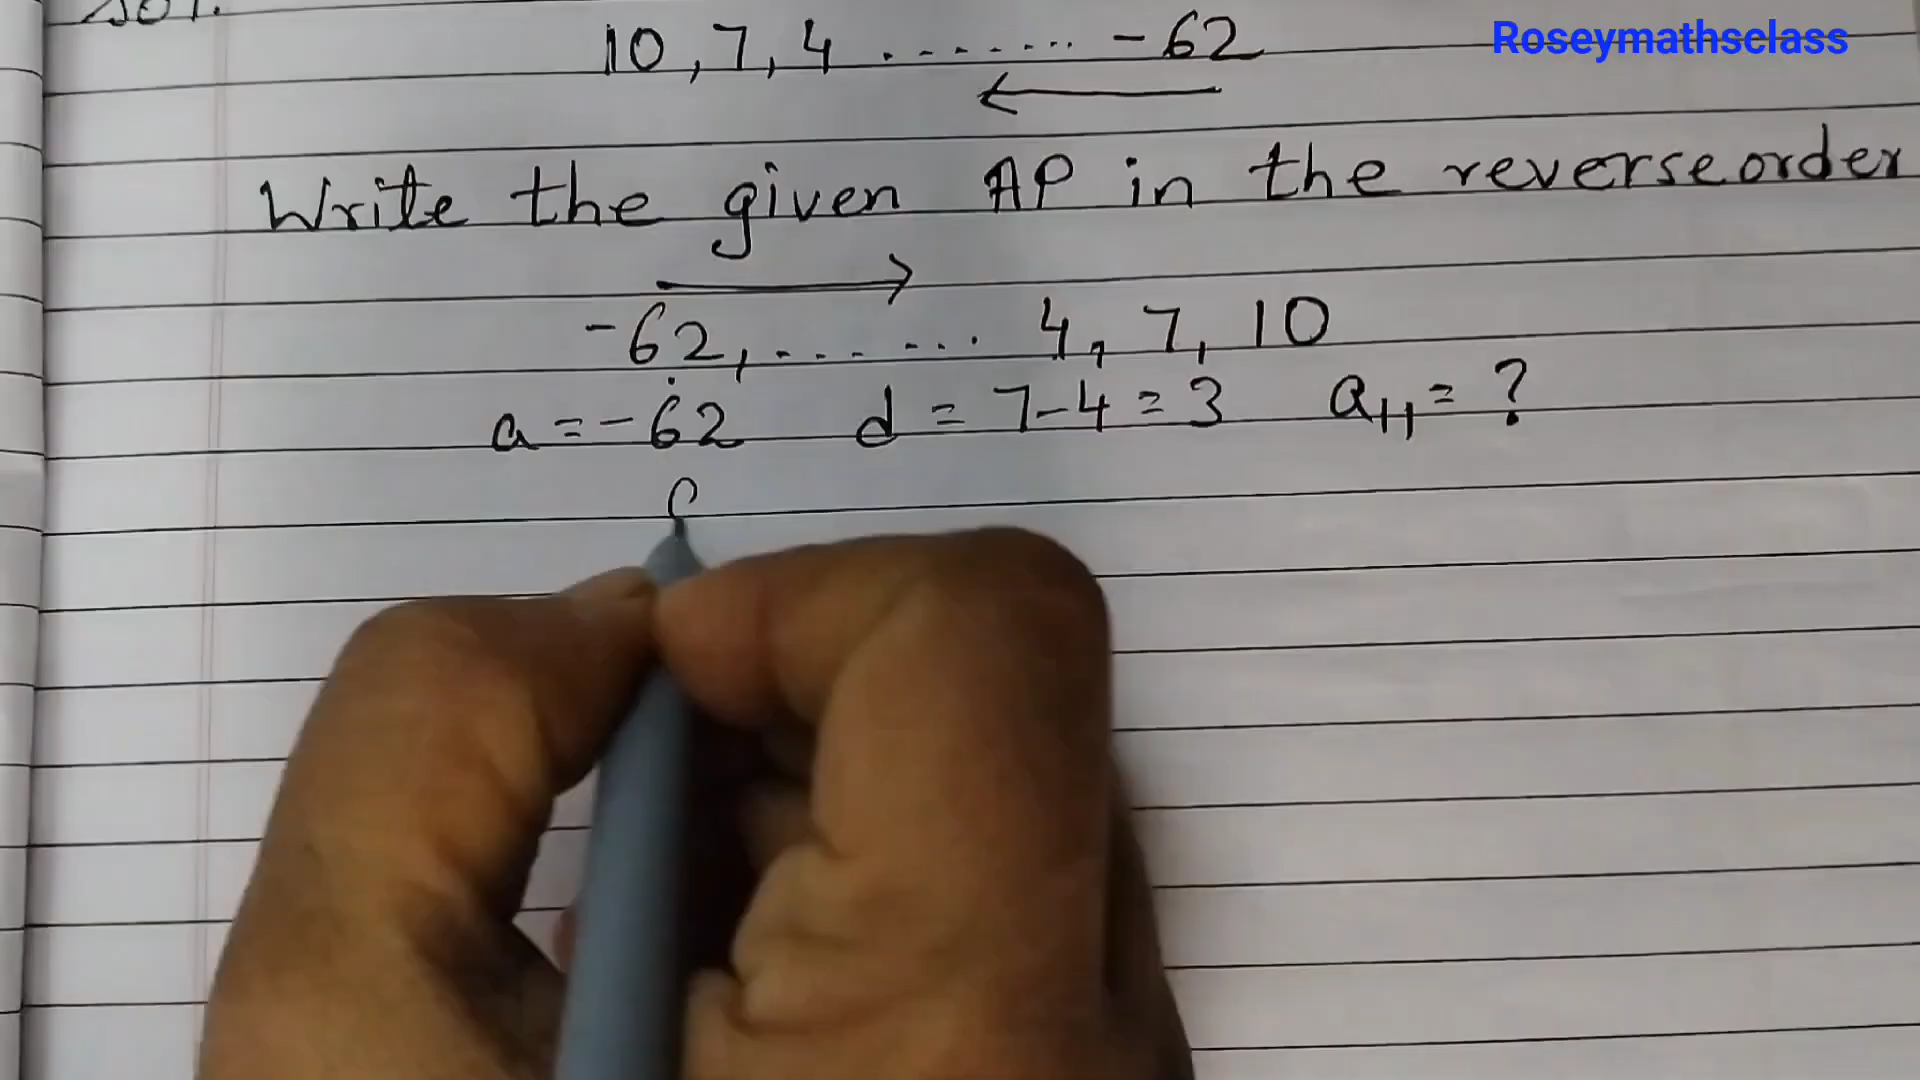 Sol.
10, 7, 4 ........ -62
Roseymathsclass
Write the given AP in the reverse order
-62, ....... 4, 7, 10
a = -62 d = 7-4 = 3 a11 = ?